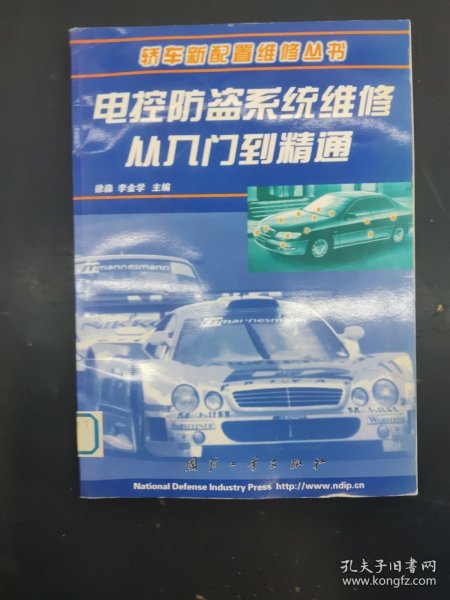 轿车新配置维修丛书
电控防盗系统维修
从入门到精通
徐淼 李金学 主编
mannesmann
mannesmann
国防工业出版社
National Defense Industry Press http://www.ndip.cn
孔夫子旧书网
www.kongfz.com